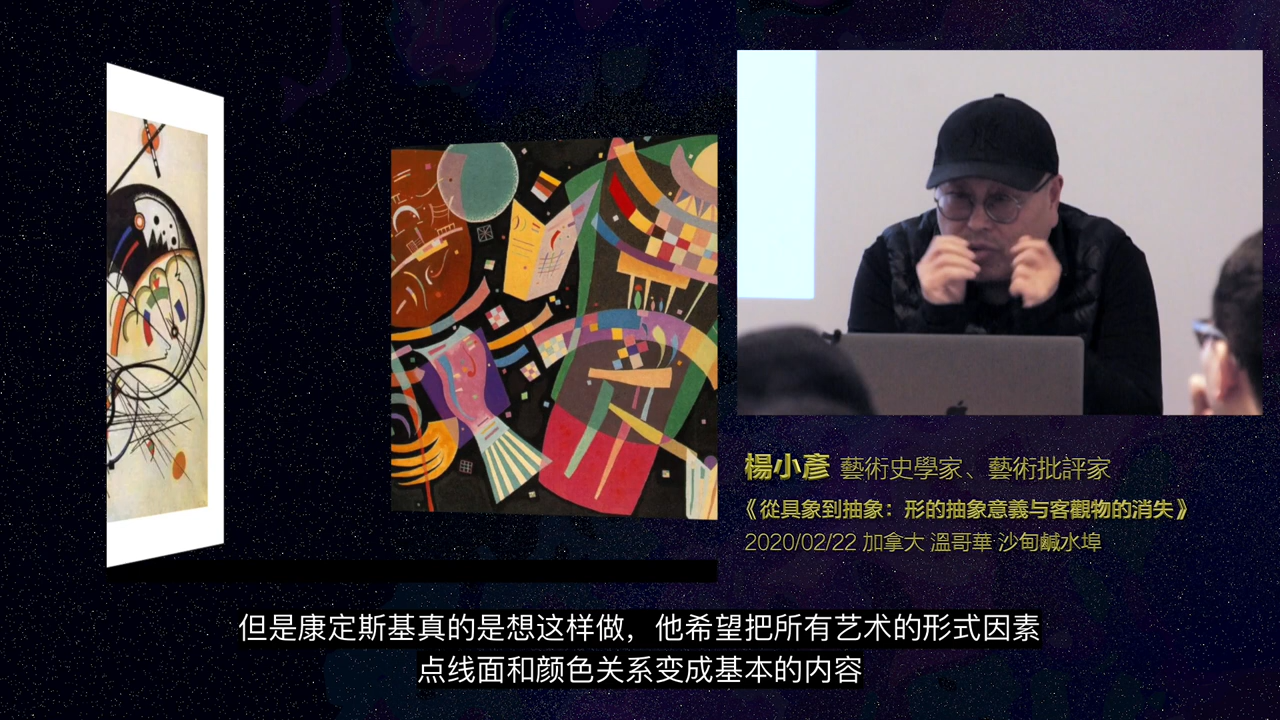 楊小彥 藝術史學家、藝術批評家
《從具象到抽象：形的抽象意義与客觀物的消失》
2020/02/22 加拿大 溫哥華 沙甸鹹水埠
但是康定斯基真的是想这样做，他希望把所有艺术的形式因素
点线面和颜色关系变成基本的内容